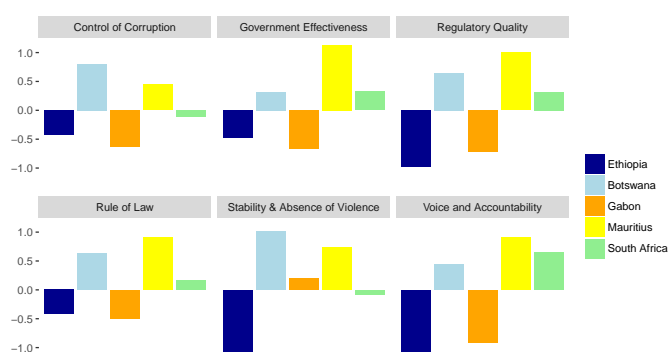 Control of Corruption
Government Effectiveness
Regulatory Quality
1.0
0.5
0.0
−0.5
−1.0
Rule of Law
Stability & Absence of Violence
Voice and Accountability
1.0
0.5
0.0
−0.5
−1.0
Ethiopia
Botswana
Gabon
Mauritius
South Africa